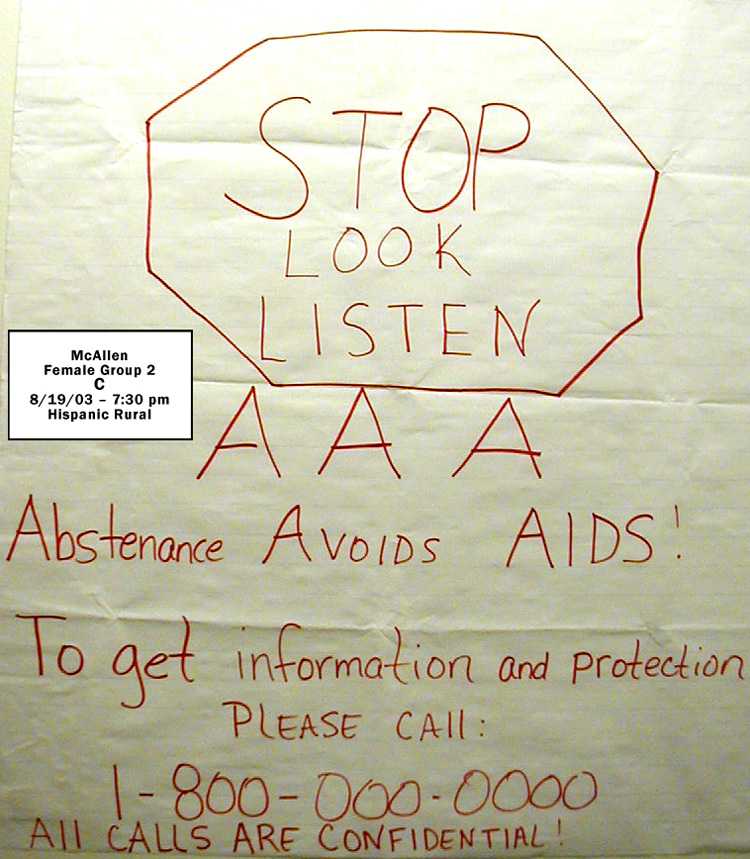 STOP
LOOK
LISTEN
McAllen
Female Group 2
C
8/19/03 – 7:30 pm
Hispanic Rural
A A A
Abstenance AVOIDS AIDS!
To get information and protection
PLEASE CALL:
1-800-000-0000
All CALLS ARE CONFIDENTIAL!